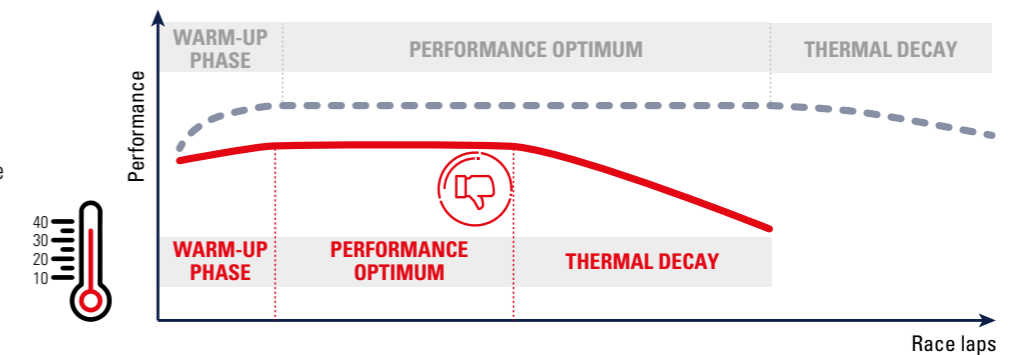 WARM-UP
PHASE
PERFORMANCE OPTIMUM
THERMAL DECAY
Performance
e
40
30
20
10
WARM-UP
PHASE
PERFORMANCE
OPTIMUM
THERMAL DECAY
Race laps